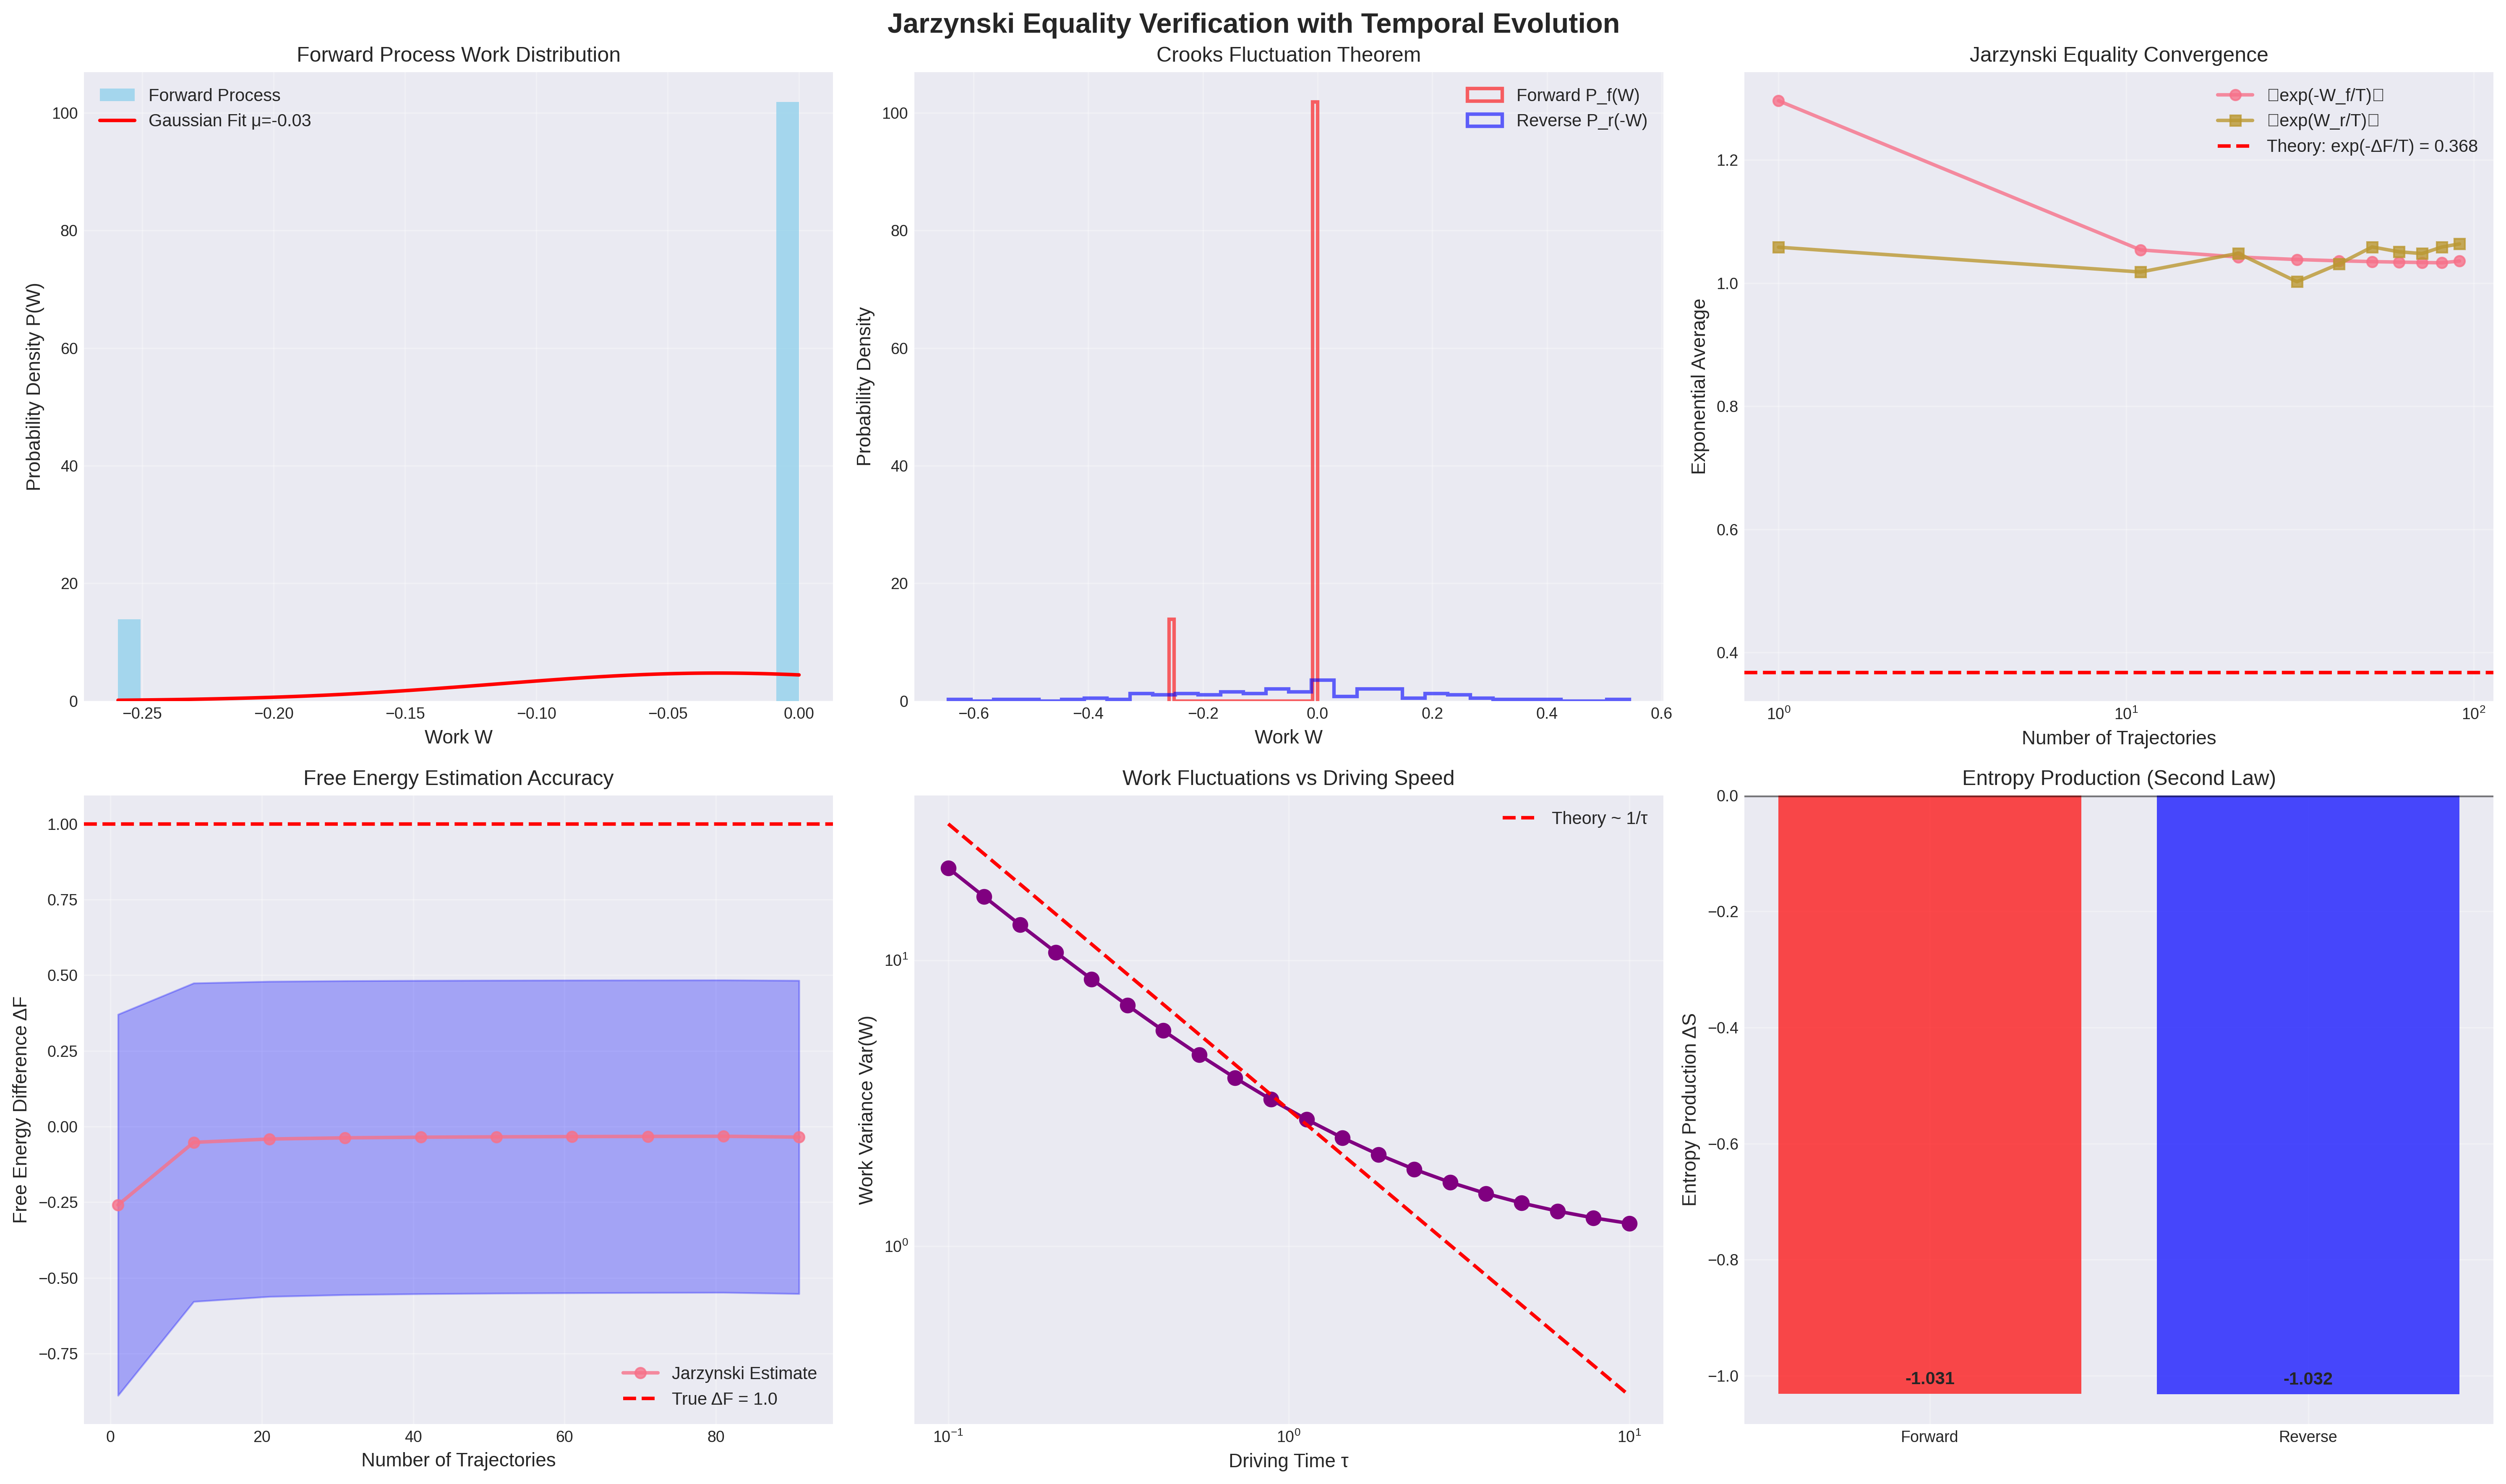 Jarzynski Equality Verification with Temporal Evolution
Forward Process Work Distribution
Forward Process
Gaussian Fit μ=-0.03
Probability Density P(W)
100
80
60
40
20
0
−0.25
−0.20
−0.15
−0.10
−0.05
0.00
Work W
Crooks Fluctuation Theorem
Forward P_f(W)
Reverse P_r(-W)
Probability Density
100
80
60
40
20
0
−0.6
−0.4
−0.2
0.0
0.2
0.4
0.6
Work W
Jarzynski Equality Convergence
▯exp(-W_f/T)▯
▯exp(W_r/T)▯
Theory: exp(-ΔF/T) = 0.368
Exponential Average
1.2
1.0
0.8
0.6
0.4
10⁰
10¹
10²
Number of Trajectories
Free Energy Estimation Accuracy
Free Energy Difference ΔF
1.00
0.75
0.50
0.25
0.00
−0.25
−0.50
−0.75
Jarzynski Estimate
True ΔF = 1.0
0
20
40
60
80
Number of Trajectories
Work Fluctuations vs Driving Speed
Theory ~ 1/τ
Work Variance Var(W)
10¹
10⁰
10⁻¹
10⁰
10¹
Driving Time τ
Entropy Production (Second Law)
Entropy Production ΔS
0.0
−0.2
−0.4
−0.6
−0.8
−1.0
-1.031
-1.032
Forward
Reverse